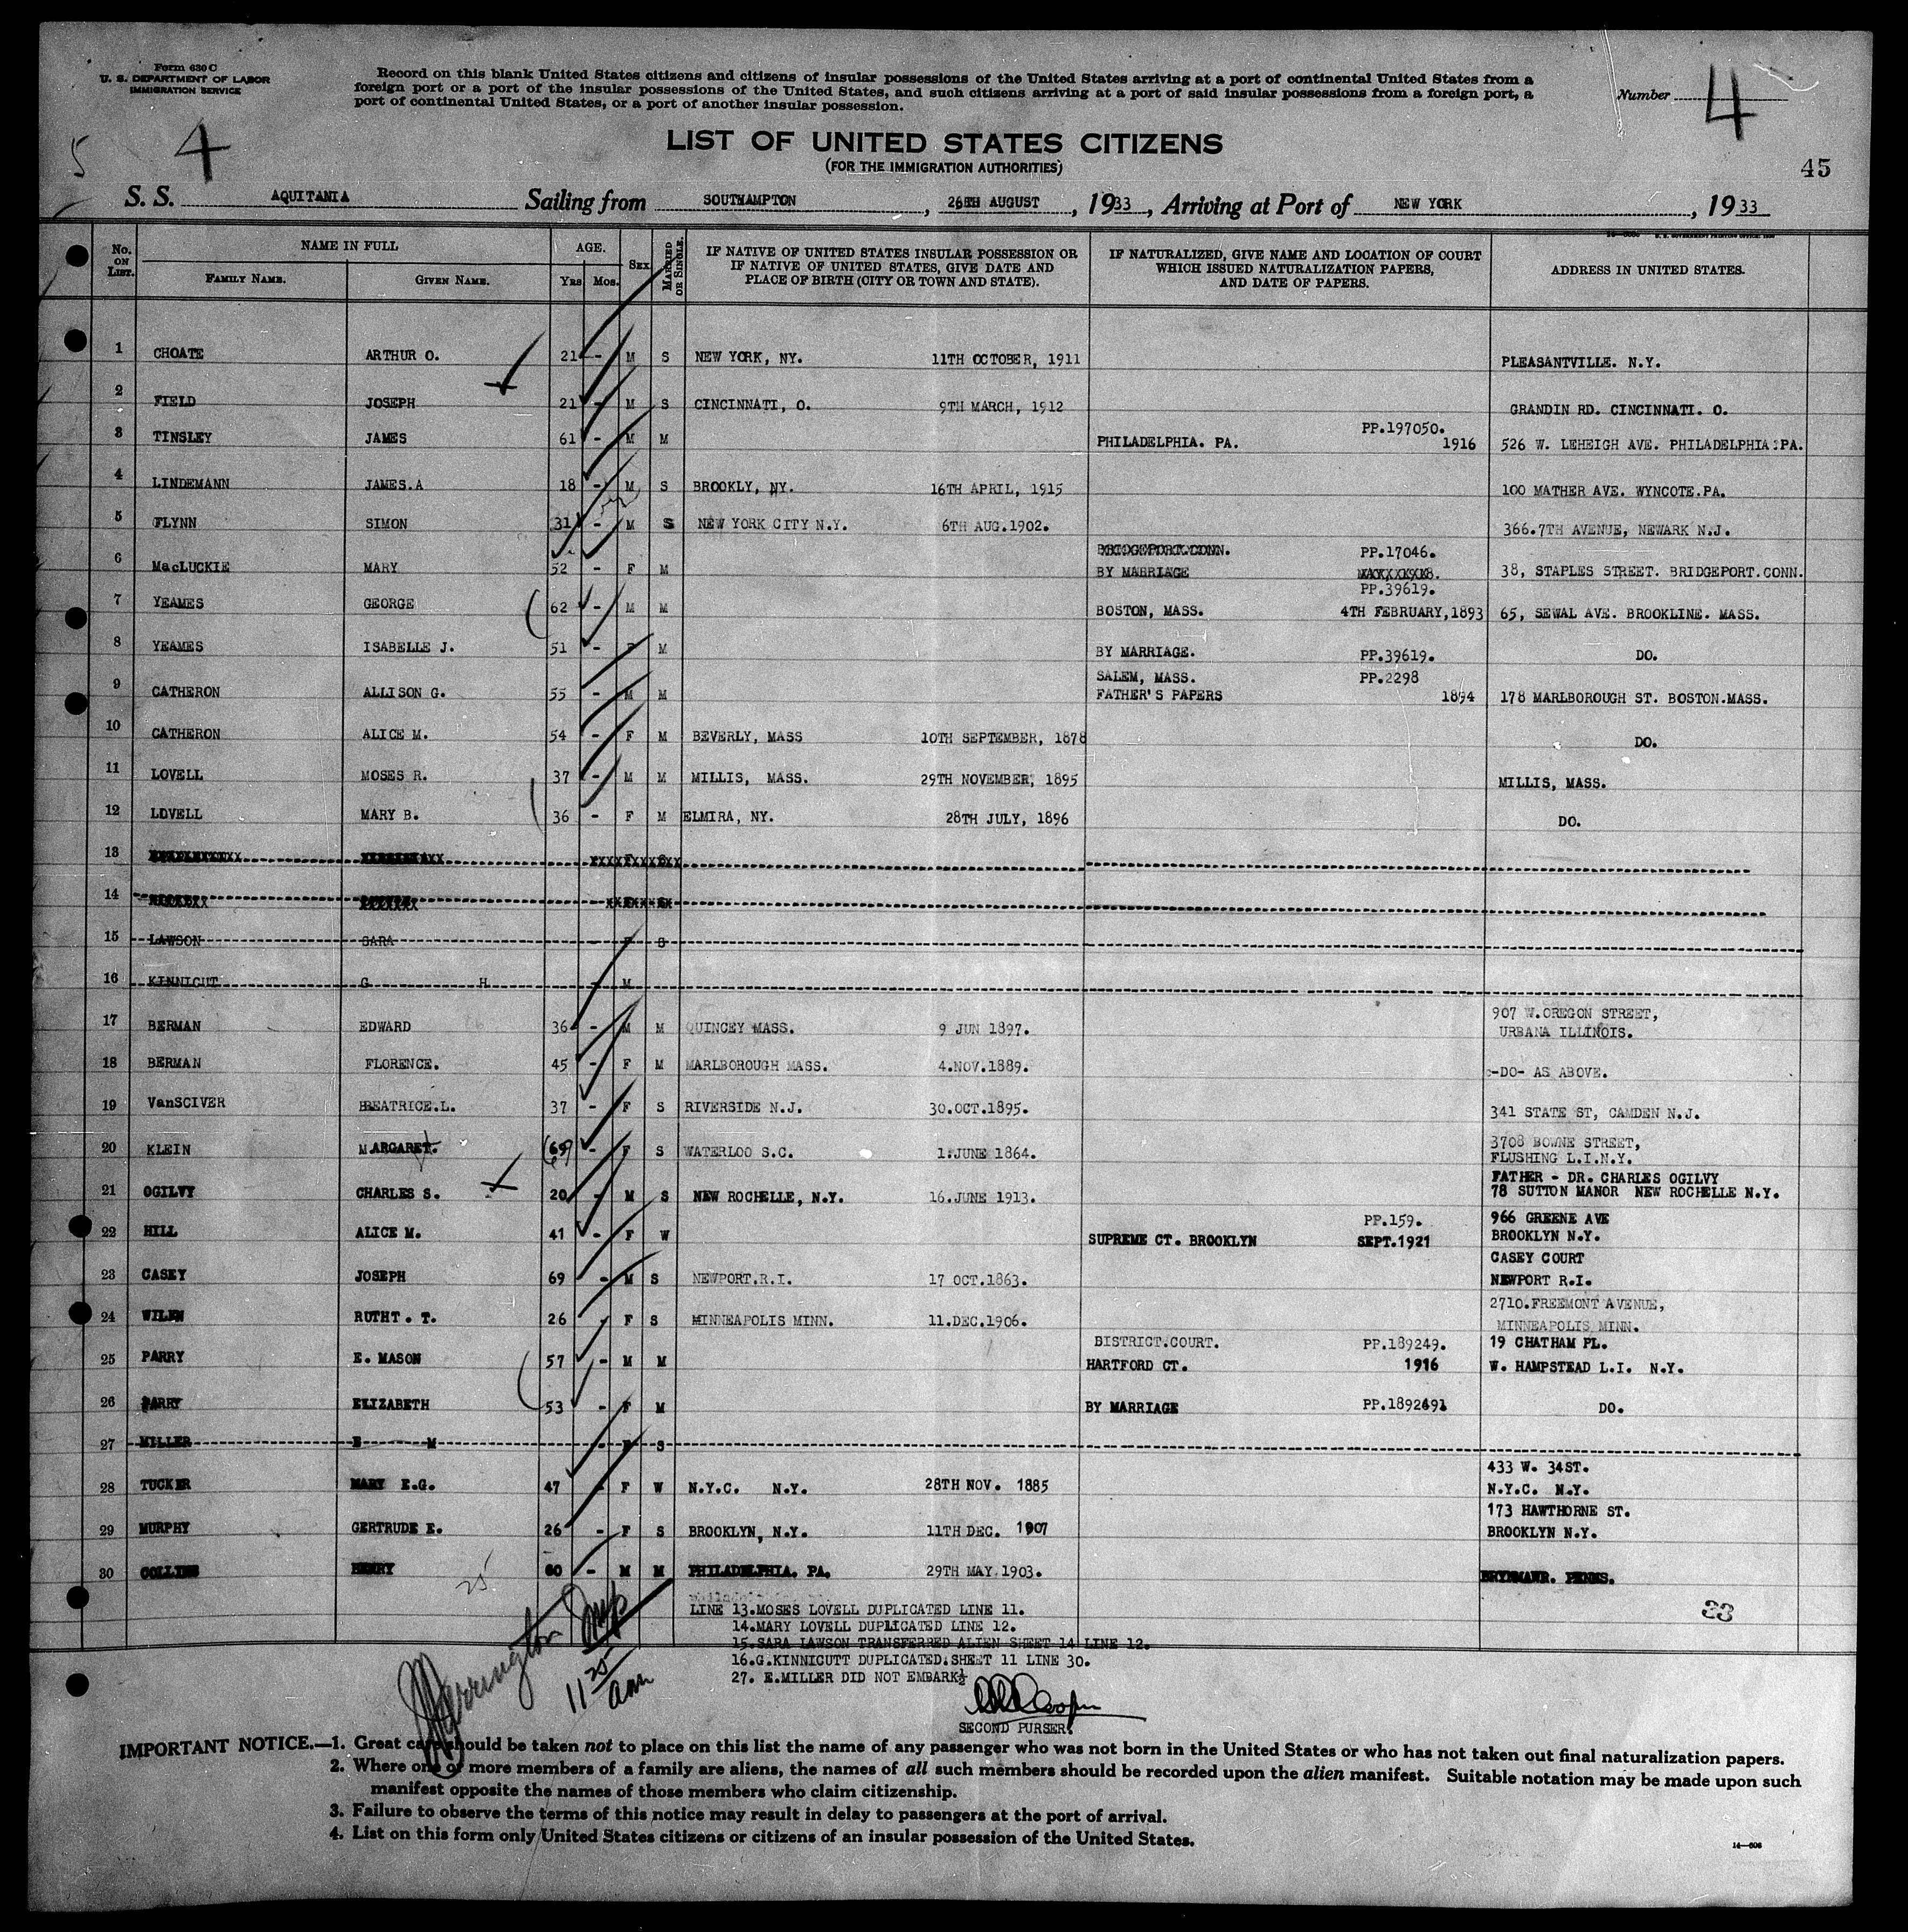 Form 630 C
U. S. DEPARTMENT OF LABOR
IMMIGRATION SERVICE
Record on this blank United States citizens and citizens of insular possessions of the United States arriving at a port of continental United States from a
foreign port or a port of the insular possessions of the United States, and such citizens arriving at a port of said insular possessions from a foreign port, a
port of continental United States, or a port of another insular possession.
Number 4
5 4
LIST OF UNITED STATES CITIZENS
(FOR THE IMMIGRATION AUTHORITIES)
45
S. S. AQUITANIA Sailing from SOUTHAMPTON, 26TH AUGUST, 1933, Arriving at Port of NEW YORK, 1933
No. ON LIST. NAME IN FULL FAMILY NAME. GIVEN NAME. AGE. YRS. MOS. SEX MARRIED OR SINGLE. IF NATIVE OF UNITED STATES INSULAR POSSESSION OR IF NATIVE OF UNITED STATES, GIVE DATE AND PLACE OF BIRTH (CITY OR TOWN AND STATE). IF NATURALIZED, GIVE NAME AND LOCATION OF COURT WHICH ISSUED NATURALIZATION PAPERS, AND DATE OF PAPERS. ADDRESS IN UNITED STATES.
1 CHOATE ARTHUR O. 21 - M S NEW YORK, NY. 11TH OCTOBER, 1911 PLEASANTVILLE. N.Y.
2 FIELD JOSEPH 21 - M S CINCINNATI, O. 9TH MARCH, 1912 GRANDIN RD. CINCINNATI. O.
3 TINSLEY JAMES 61 - M M PHILADELPHIA. PA. PP.197050. 1916 526 W. LEHEIGH AVE. PHILADELPHIA:PA.
4 LINDEMANN JAMES.A 18 - M S BROOKLY, NY. 16TH APRIL, 1915 100 MATHER AVE. WYNCOTE.PA.
5 FLYNN SIMON 31 - M S NEW YORK CITY N.Y. 6TH AUG.1902. 366.7TH AVENUE, NEWARK N.J.
6 MacLUCKIE MARY 52 - F M BRIDGEPORT.CONN. PP.17046.
BY MARRIAGE 38, STAPLES STREET. BRIDGEPORT.CONN.
7 YEAMES GEORGE 62 - M M BOSTON, MASS. PP.39619. 4TH FEBRUARY,1893 65, SEWAL AVE. BROOKLINE. MASS.
8 YEAMES ISABELLE J. 51 - F M BY MARRIAGE. PP.39619. DO.
9 CATHERON ALLISON G. 55 - M M SALEM, MASS. PP.2298
FATHER'S PAPERS 1894 178 MARLBOROUGH ST. BOSTON.MASS.
10 CATHERON ALICE M. 54 - F M BEVERLY, MASS 10TH SEPTEMBER, 1878 DO.
11 LOVELL MOSES R. 37 - M M MILLIS, MASS. 29TH NOVEMBER, 1895 MILLIS, MASS.
12 LOVELL MARY B. 36 - F M ELMIRA, NY. 28TH JULY, 1896 DO.
13
14
15 LAWSON SARA - F S
16 KINNICUT G H M
17 BERMAN EDWARD 36 - M M QUINCEY MASS. 9 JUN 1897. 907 W.OREGON STREET,
URBANA ILLINOIS.
18 BERMAN FLORENCE. 45 - F M MARLBOROUGH MASS. 4.NOV.1889. -DO- AS ABOVE.
19 VanSCIVER BEATRICE.L. 37 - F S RIVERSIDE N.J. 30.OCT.1895. 341 STATE ST, CAMDEN N.J.
20 KLEIN MARGARET. 69 - F S WATERLOO S.C. 1.JUNE 1864. 3708 BOWNE STREET,
FLUSHING L.I.N.Y.
21 OGILVY CHARLES S. 20 - M S NEW ROCHELLE, N.Y. 16.JUNE 1913. FATHER - DR. CHARLES OGILVY
78 SUTTON MANOR NEW ROCHELLE N.Y.
22 HILL ALICE M. 41 - F W SUPREME CT. BROOKLYN PP.159. SEPT.1921 966 GREENE AVE
BROOKLYN N.Y.
23 CASEY JOSEPH 69 - M S NEWPORT.R.I. 17 OCT.1863. CASEY COURT
NEWPORT R.I.
24 WILEN RUTHT. T. 26 - F S MINNEAPOLIS MINN. 11.DEC.1906. 2710.FREEMONT AVENUE,
MINNEAPOLIS MINN.
25 PARRY E. MASON 57 - M M DISTRICT.COURT. PP.189249. 19 CHATHAM PL.
HARTFORD CT. 1916 W. HAMPSTEAD L.I. N.Y.
26 PARRY ELIZABETH 53 - F M BY MARRIAGE PP.1892491 DO.
27 MILLER E M - F S
28 TUCKER MARY E.G. 47 - F W N.Y.C. N.Y. 28TH NOV. 1885 433 W. 34ST.
N.Y.C. N.Y.
29 MURPHY GERTRUDE E. 26 - F S BROOKLYN, N.Y. 11TH DEC. 1907 173 HAWTHORNE ST.
BROOKLYN N.Y.
30 COLLINS HENRY - M M PHILADELPHIA. PA. 29TH MAY.1903. BRYNMAWR. PENNS.
25
LINE 13.MOSES LOVELL DUPLICATED LINE 11.
14.MARY LOVELL DUPLICATED LINE 12.
15.SARA LAWSON TRANSFERRED ALIEN SHEET 14 LINE 12.
16.G.KINNICUTT DUPLICATED.SHEET 11 LINE 30.
27. E.MILLER DID NOT EMBARK
23
11 25 am
SECOND PURSER.
IMPORTANT NOTICE.—1. Great care should be taken not to place on this list the name of any passenger who was not born in the United States or who has not taken out final naturalization papers.
2. Where one or more members of a family are aliens, the names of all such members should be recorded upon the alien manifest. Suitable notation may be made upon such
manifest opposite the names of those members who claim citizenship.
3. Failure to observe the terms of this notice may result in delay to passengers at the port of arrival.
4. List on this form only United States citizens or citizens of an insular possession of the United States.
14—606